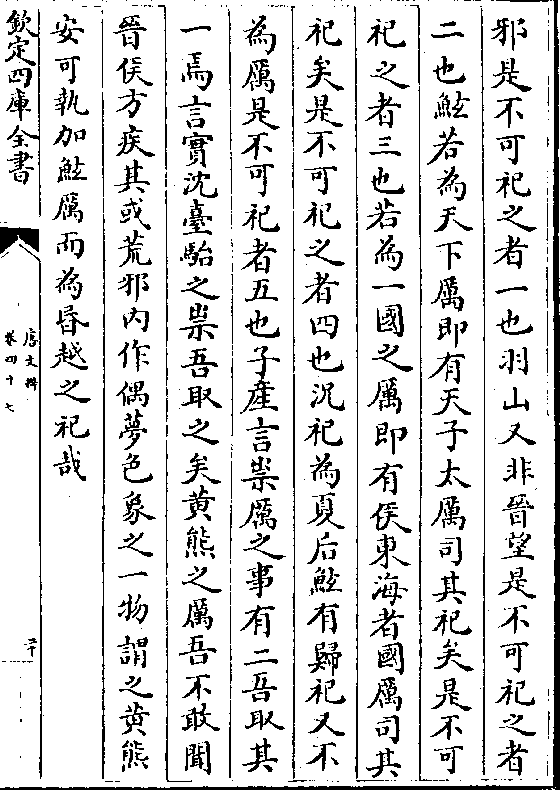 邪是不可祀之者一也羽山又非晉望是不可祀之者
二也鮌若為天下厲即有天子太厲司其祀矣是不可
祀之者三也若為一國之厲即有侯東海者國厲司其
祀矣是不可祀之者四也况祀為夏后鮌有歸祀又不
為厲是不可祀者五也子產言祟厲之事有二吾取其
一焉言實沈臺駘之祟吾取之矣黄熊之厲吾不敢聞
晉侯方疾其或荒邪内作偶夢色象之一物謂之黄熊
安可執加鮌厲而為昬越之祀哉
欽定四庫全書
唐文粹
卷四十七
二十